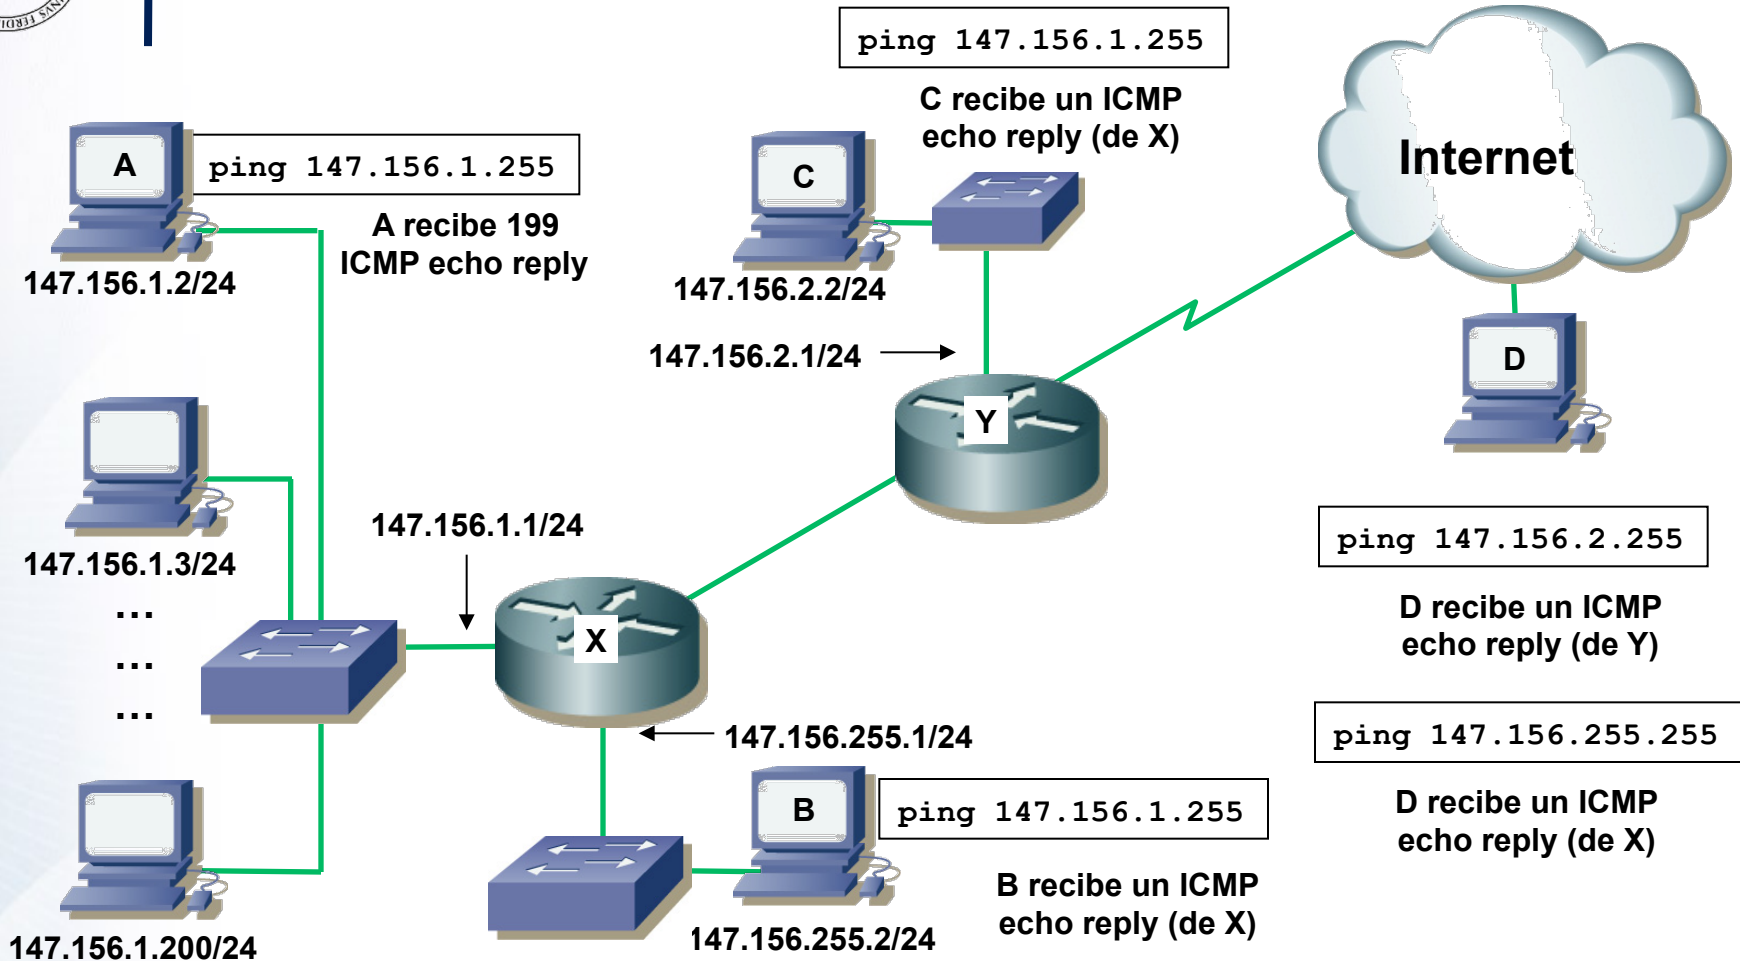 ping 147.156.1.255
C recibe un ICMP
echo reply (de X)
Internet
A
ping 147.156.1.255
A recibe 199
ICMP echo reply
147.156.1.2/24
C
147.156.2.2/24
147.156.2.1/24
Y
D
147.156.1.3/24
...
...
...
147.156.1.1/24
X
ping 147.156.2.255
D recibe un ICMP
echo reply (de Y)
147.156.255.1/24
ping 147.156.255.255
D recibe un ICMP
echo reply (de X)
B
ping 147.156.1.255
B recibe un ICMP
echo reply (de X)
147.156.255.2/24
147.156.1.200/24